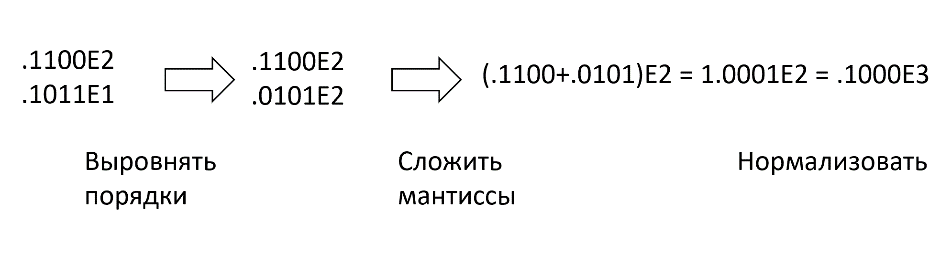 .1100E2
.1011E1
.1100E2
.0101E2
(.1100+.0101)E2 = 1.0001E2 = .1000E3
Выровнять
порядки
Сложить
мантиссы
Нормализовать